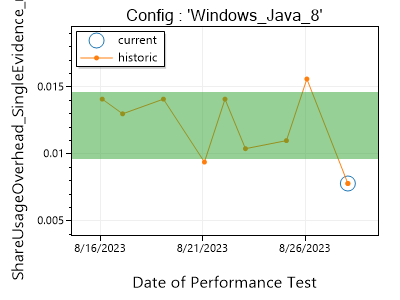 Config : 'Windows_Java_8'
current
historic
ShareUsageOverhead_SingleEvidence_
0.015
0.01
0.005
8/16/2023
8/21/2023
8/26/2023
Date of Performance Test